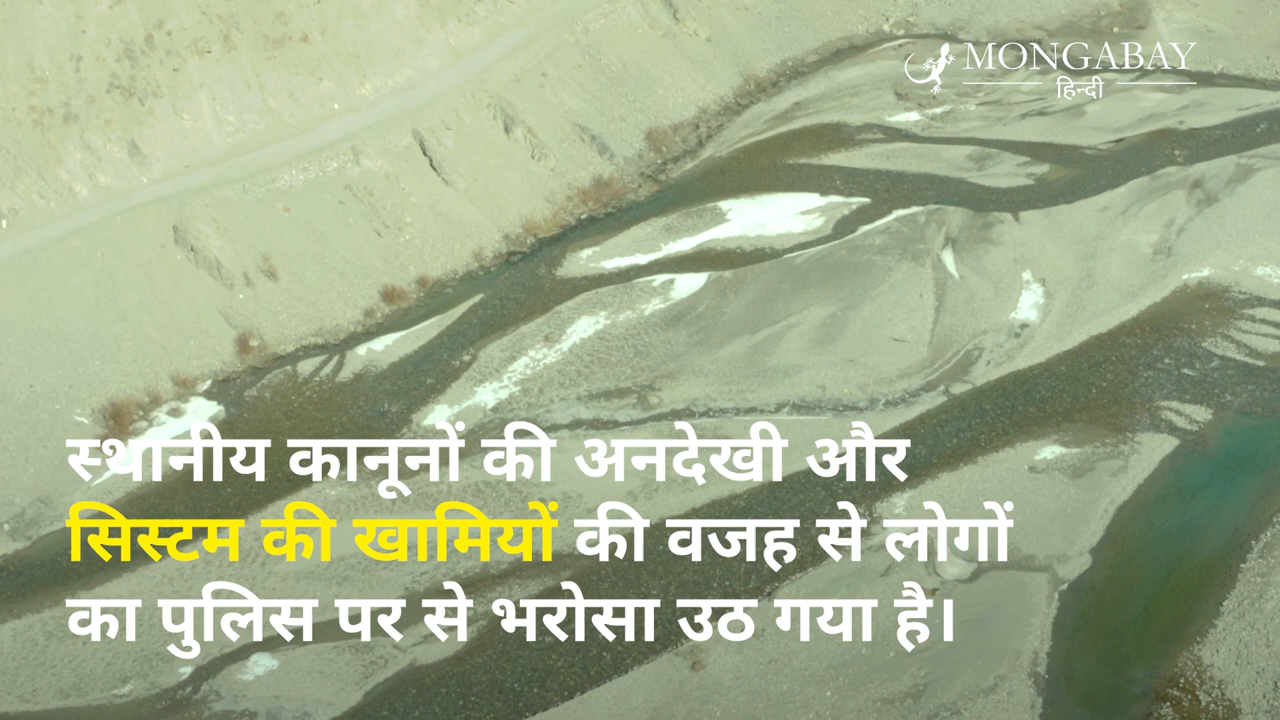 MONGABAY
हिन्दी
स्थानीय कानूनों की अनदेखी और
सिस्टम की खामियों की वजह से लोगों
का पुलिस पर से भरोसा उठ गया है।